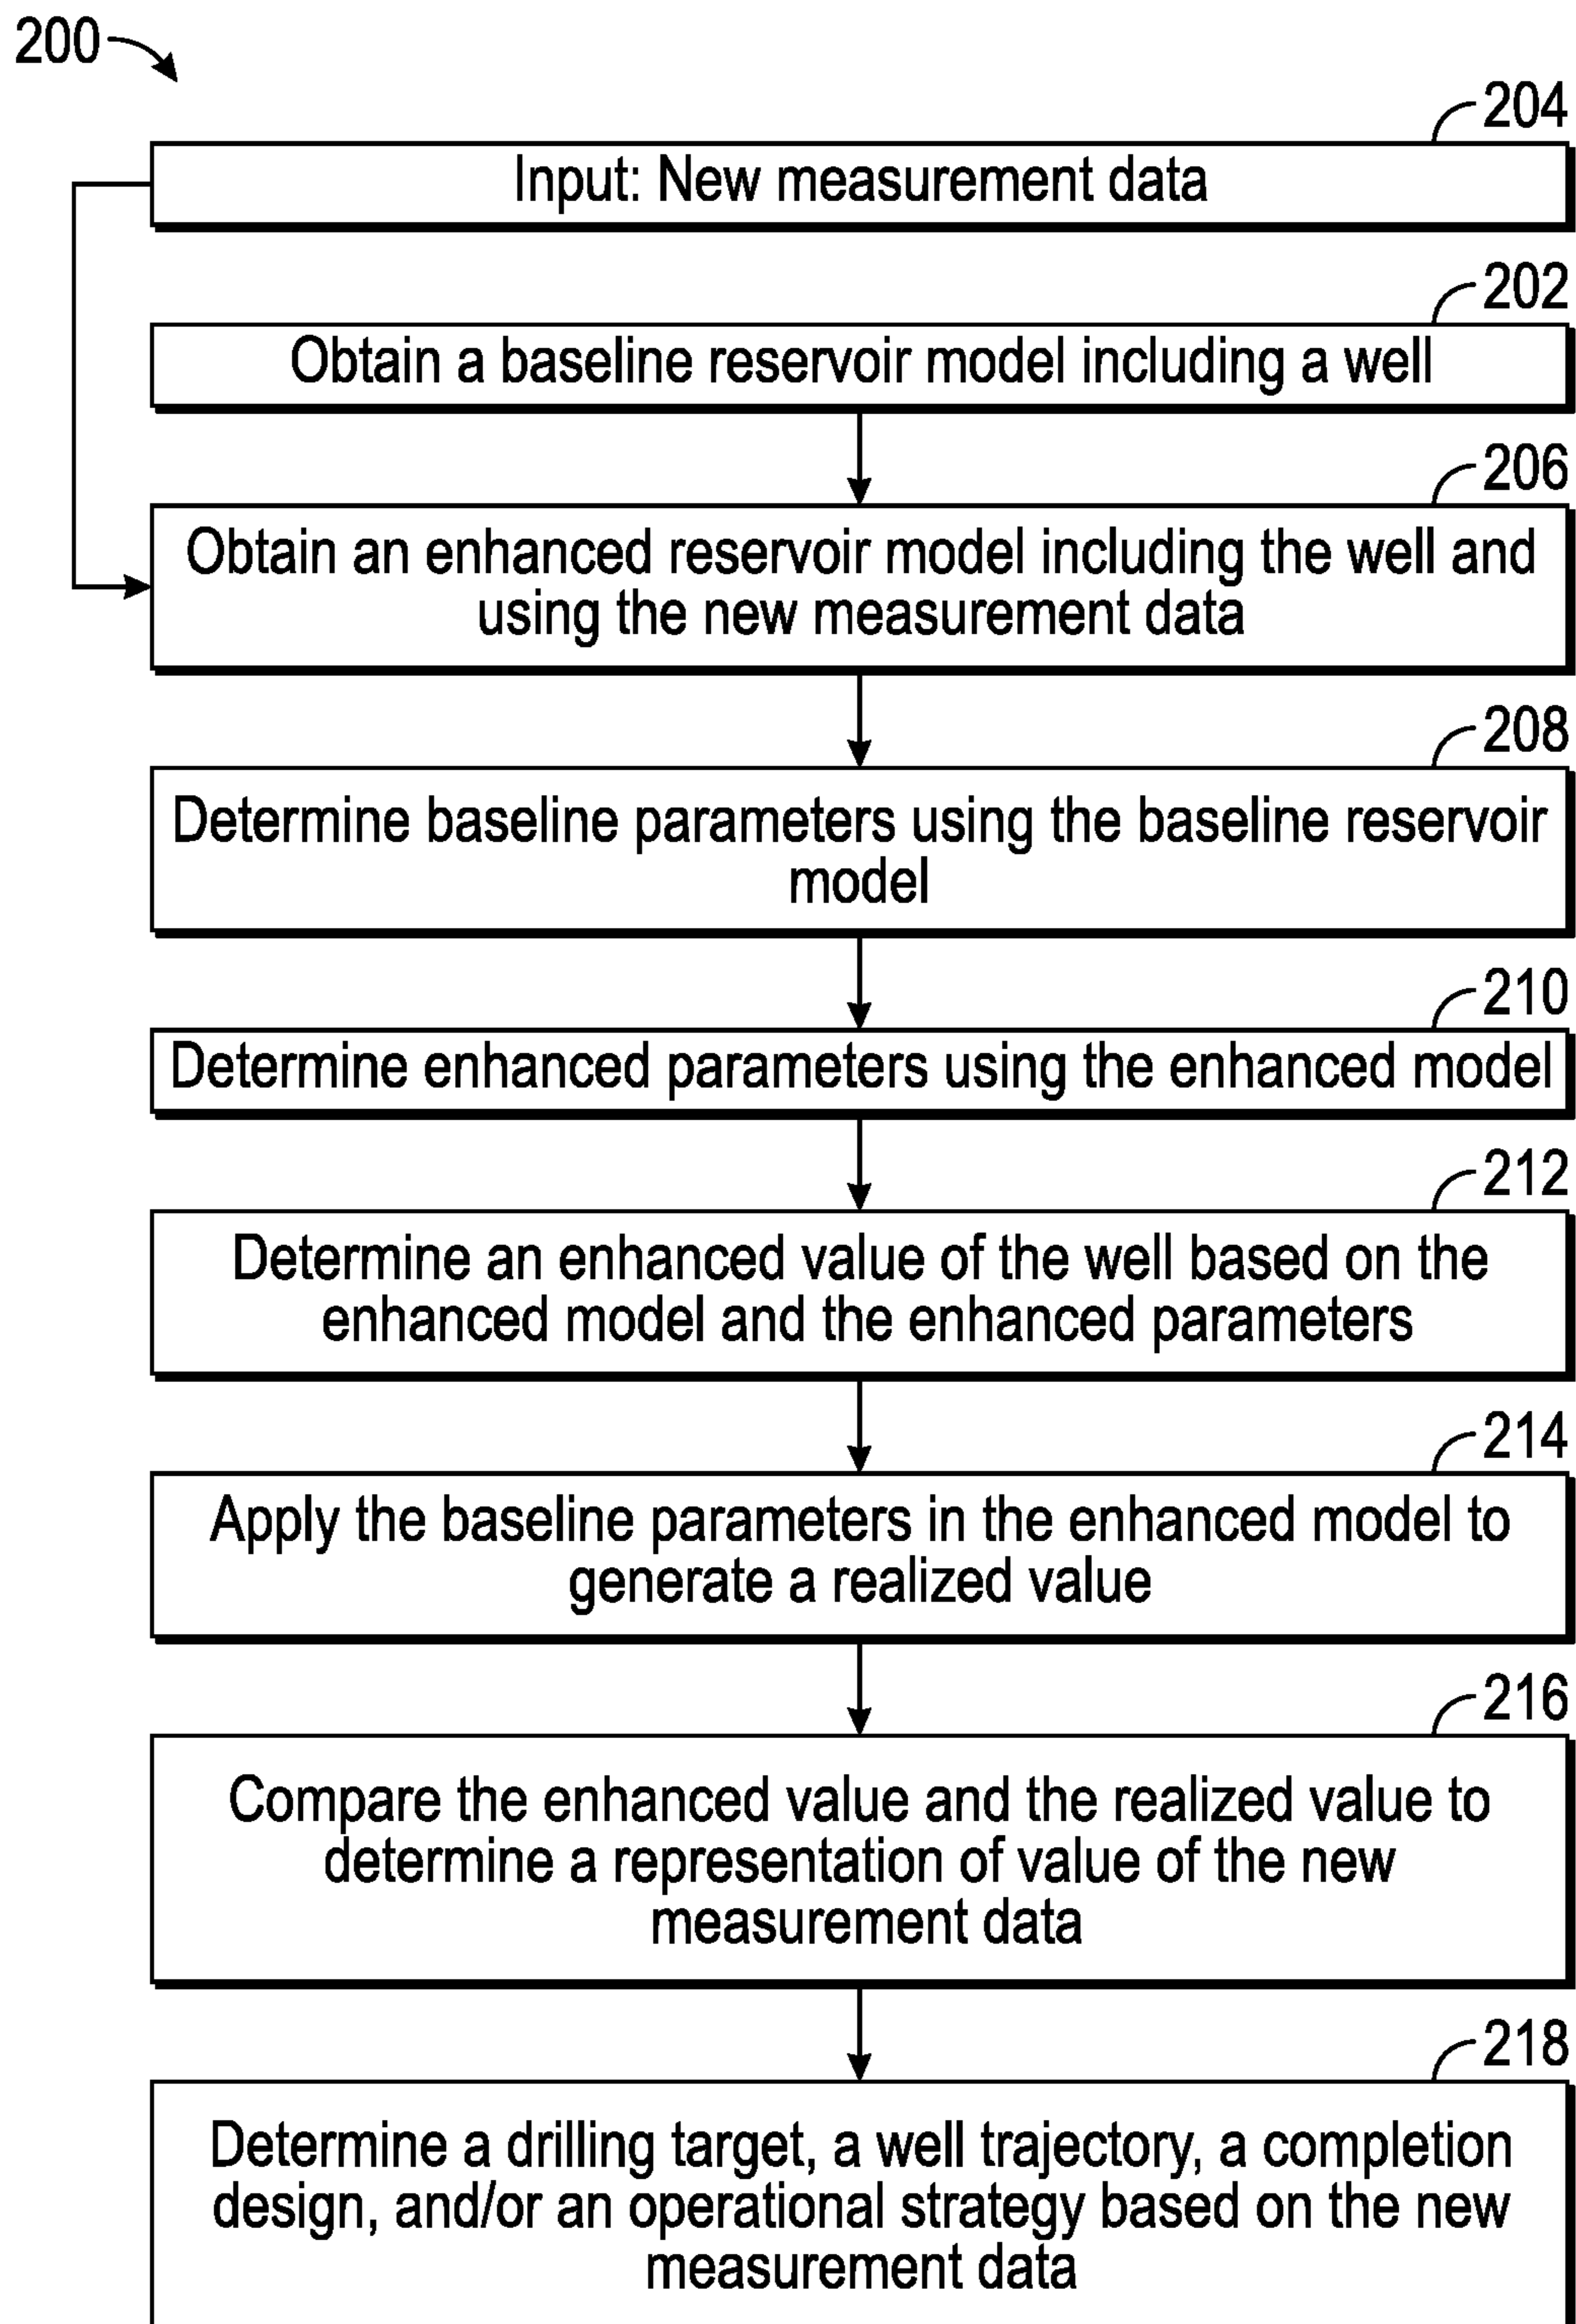 200
204
Input: New measurement data
202
Obtain a baseline reservoir model including a well
206
Obtain an enhanced reservoir model including the well and
using the new measurement data
208
Determine baseline parameters using the baseline reservoir
model
210
Determine enhanced parameters using the enhanced model
212
Determine an enhanced value of the well based on the
enhanced model and the enhanced parameters
214
Apply the baseline parameters in the enhanced model to
generate a realized value
216
Compare the enhanced value and the realized value to
determine a representation of value of the new
measurement data
218
Determine a drilling target, a well trajectory, a completion
design, and/or an operational strategy based on the new
measurement data